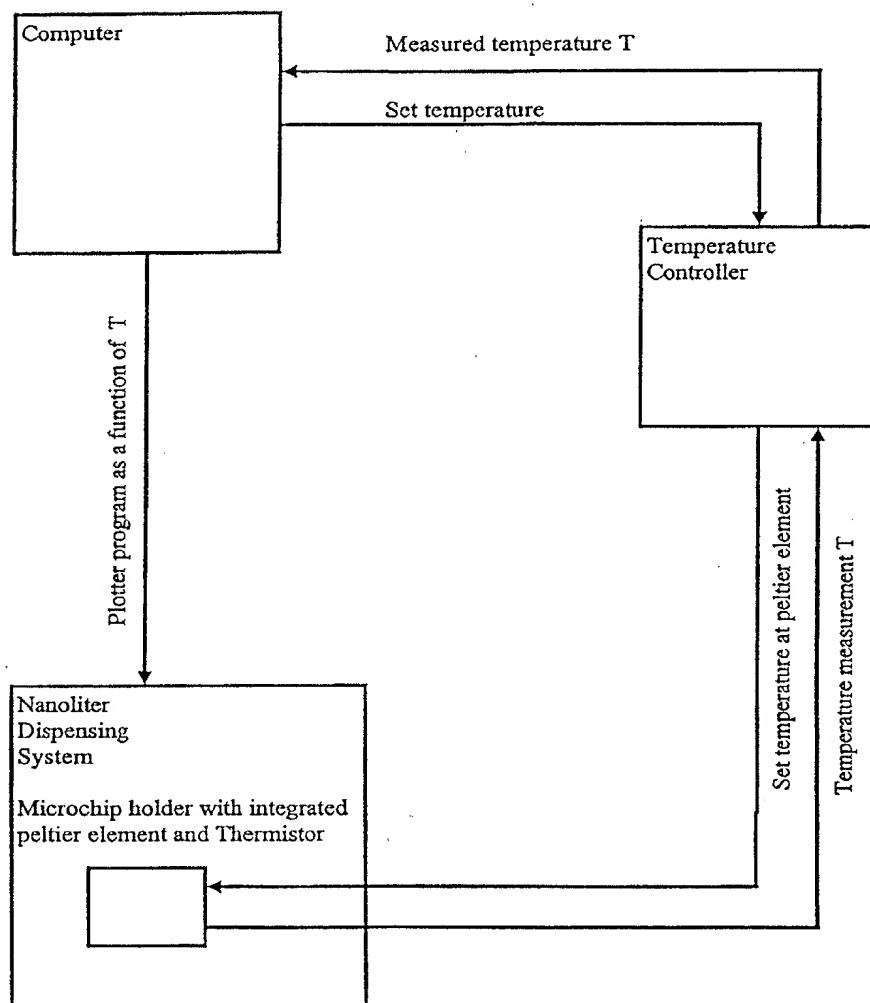 Computer
Measured temperature T
Set temperature
Temperature
Controller
Plotter program as a function of T
Set temperature at peltier element
Temperature measurement T
Nanoliter
Dispensing
System
Microchip holder with integrated
peltier element and Thermistor